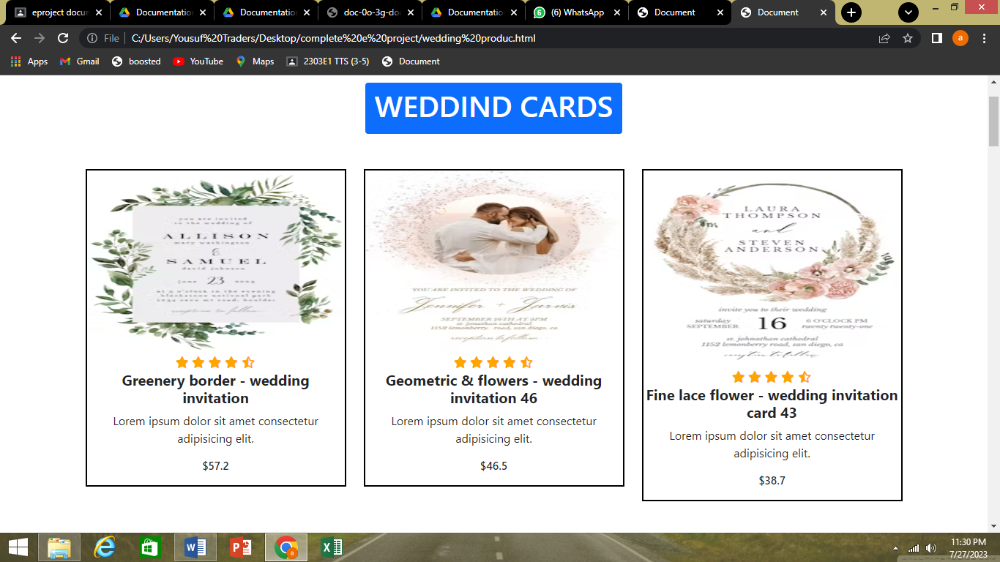 eproject docun
Documentatio
Documentatio
doc-0o-3g-do
Documentatio
(6) WhatsApp
Document
Document
File
C:/Users/Yousuf%20Traders/Desktop/complete%20e%20project/wedding%20produc.html
a
Apps
Gmail
boosted
YouTube
Maps
2303E1 TTS (3-5)
Document
WEDDIND CARDS
you are invited
to the wedding of
ALLISON
mary washington
&
SAMUEL
david johnson
june 23 2023
at 5 o'clock in the evening
blackstone national park
reception to follow
Greenery border - wedding
invitation
Lorem ipsum dolor sit amet consectetur
adipisicing elit.
$57.2
YOU ARE INVITED TO THE WEDDING OF
Jennifer + Jarvis
SEPTEMBER 16TH AT 5PM
st. jonathan cathedral
1152 lemonberry road, san diego, ca
reception to follow
Geometric & flowers - wedding
invitation 46
Lorem ipsum dolor sit amet consectetur
adipisicing elit.
$46.5
LAURA
THOMPSON
and
STEVEN
ANDERSON
invite you to their wedding
saturday
SEPTEMBER
16
6 O'CLOCK PM
twenty twenty-one
st. johnathan cathedral
1152 lemonberry road, san diego, ca
reception to follow
Fine lace flower - wedding invitation
card 43
Lorem ipsum dolor sit amet consectetur
adipisicing elit.
$38.7
11:30 PM
7/27/2023